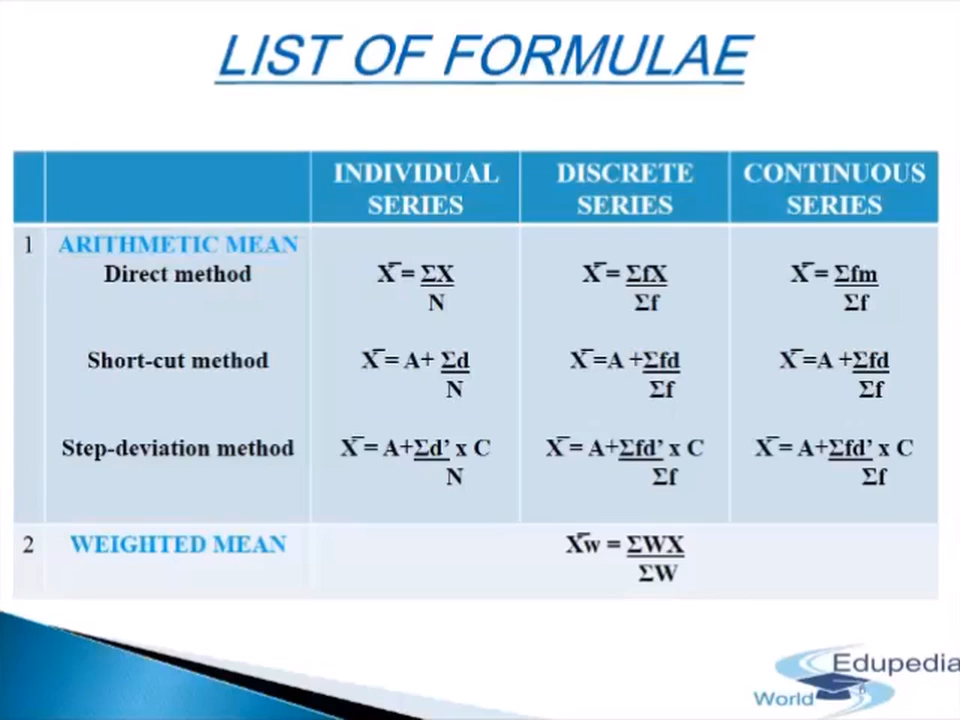 LIST OF FORMULAE
INDIVIDUAL SERIES DISCRETE SERIES CONTINUOUS SERIES
1 ARITHMETIC MEAN
Direct method X̅ = ΣX/N X̅ = ΣfX/Σf X̅ = Σfm/Σf
Short-cut method X̅ = A+ Σd/N X̅ =A +Σfd/Σf X̅ =A +Σfd/Σf
Step-deviation method X̅ = A+Σd’/N x C X̅ = A+Σfd’/Σf x C X̅ = A+Σfd’/Σf x C
2 WEIGHTED MEAN X̅w = ΣWX/ΣW
Edupedia
World